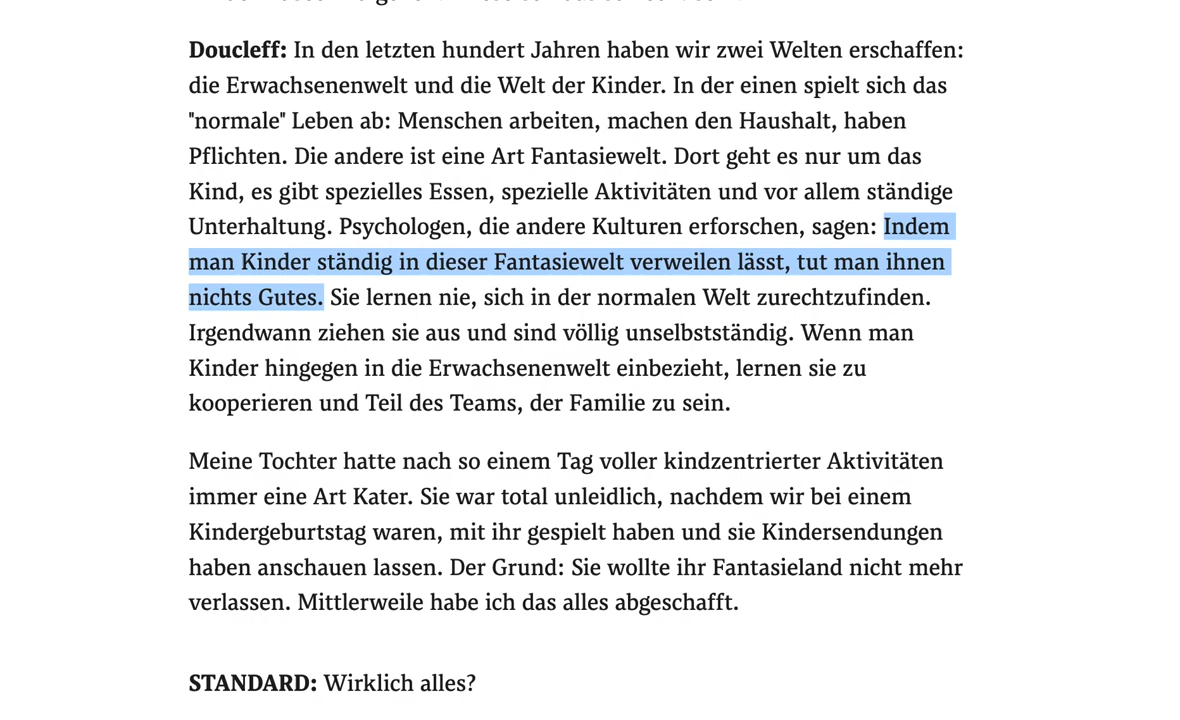 Doucleff: In den letzten hundert Jahren haben wir zwei Welten erschaffen:
die Erwachsenenwelt und die Welt der Kinder. In der einen spielt sich das
"normale" Leben ab: Menschen arbeiten, machen den Haushalt, haben
Pflichten. Die andere ist eine Art Fantasiewelt. Dort geht es nur um das
Kind, es gibt spezielles Essen, spezielle Aktivitäten und vor allem ständige
Unterhaltung. Psychologen, die andere Kulturen erforschen, sagen: Indem
man Kinder ständig in dieser Fantasiewelt verweilen lässt, tut man ihnen
nichts Gutes. Sie lernen nie, sich in der normalen Welt zurechtzufinden.
Irgendwann ziehen sie aus und sind völlig unselbstständig. Wenn man
Kinder hingegen in die Erwachsenenwelt einbezieht, lernen sie zu
kooperieren und Teil des Teams, der Familie zu sein.
Meine Tochter hatte nach so einem Tag voller kindzentrierter Aktivitäten
immer eine Art Kater. Sie war total unleidlich, nachdem wir bei einem
Kindergeburtstag waren, mit ihr gespielt haben und sie Kindersendungen
haben anschauen lassen. Der Grund: Sie wollte ihr Fantasieland nicht mehr
verlassen. Mittlerweile habe ich das alles abgeschafft.
STANDARD: Wirklich alles?